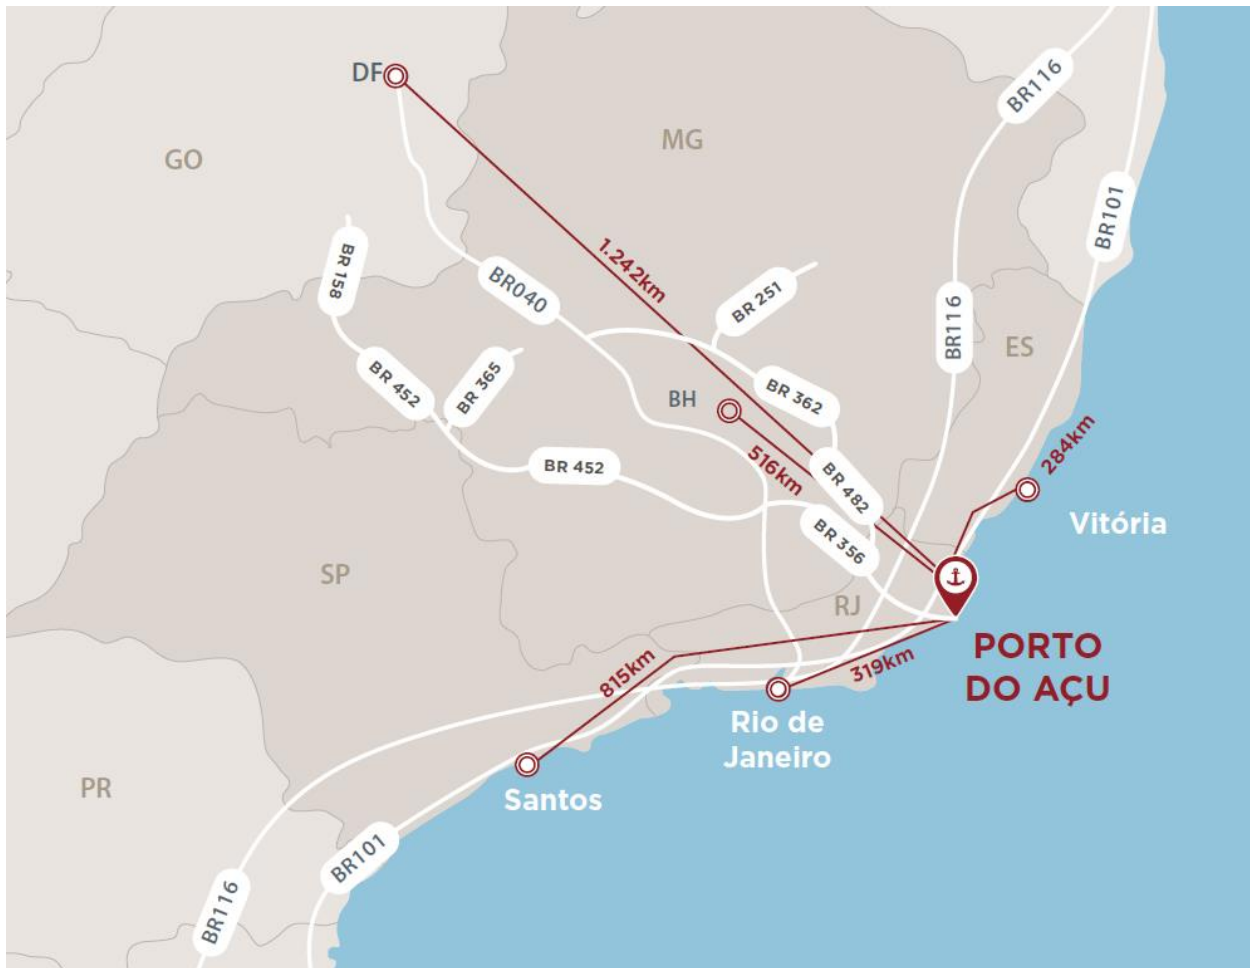 DF
GO
MG
BR116
BR101
BR 158
BR040
1.242km
BR 251
BR116
ES
BR 452
BR 365
BH
BR 362
516km
284km
BR 452
BR 482
Vitória
BR 356
SP
RJ
PORTO
DO AÇU
815km
319km
Rio de
Janeiro
Santos
PR
BR101
BR116